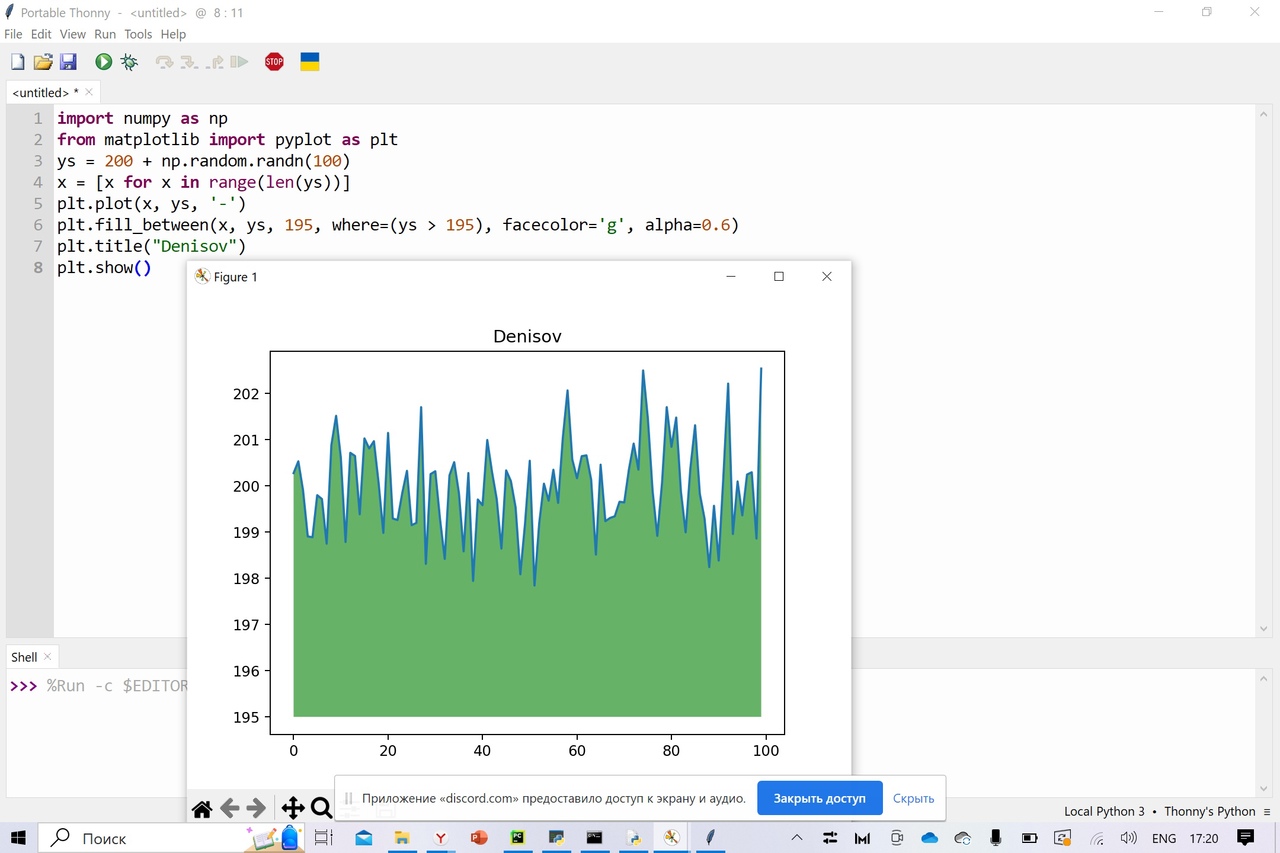 Portable Thonny - <untitled> @ 8 : 11
File Edit View Run Tools Help
STOP
<untitled> *
1 import numpy as np
2 from matplotlib import pyplot as plt
3 ys = 200 + np.random.randn(100)
4 x = [x for x in range(len(ys))]
5 plt.plot(x, ys, '-')
6 plt.fill_between(x, ys, 195, where=(ys > 195), facecolor='g', alpha=0.6)
7 plt.title("Denisov")
8 plt.show()
Figure 1
Denisov
202
201
200
199
198
197
196
195
0 20 40 60 80 100
Shell
>>> %Run -c $EDITOR
Приложение «discord.com» предоставило доступ к экрану и аудио.
Закрыть доступ
Скрыть
Local Python 3 • Thonny's Python ≡
Поиск
ENG 17:20